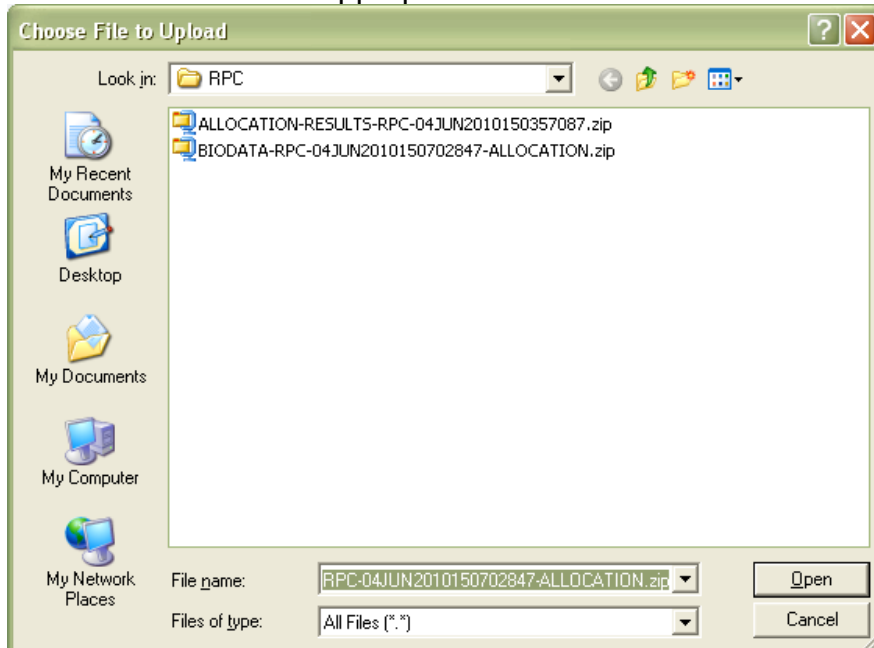 Choose File to Upload
Look in:
RPC
ALLOCATION-RESULTS-RPC-04JUN2010150357087.zip
BIODATA-RPC-04JUN2010150702847-ALLOCATION.zip
My Recent
Documents
Desktop
My Documents
My Computer
My Network
Places
File name:
RPC-04JUN2010150702847-ALLOCATION.zip
Open
Files of type:
All Files (*.*)
Cancel